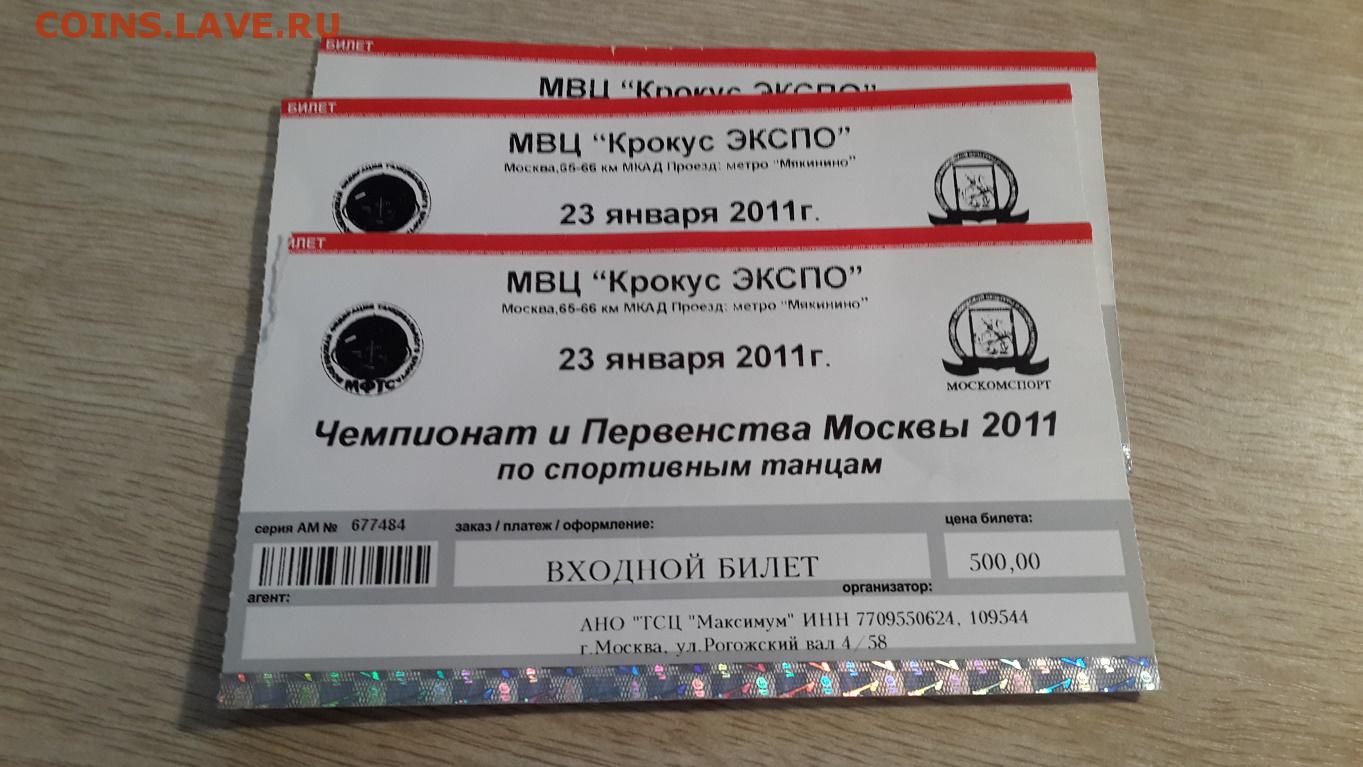 COINS.LAVE.RU
БИЛЕТ
МВЦ “Крокус ЭКСПО”
БИЛЕТ
МВЦ “Крокус ЭКСПО”
Москва,65-66 км МКАД Проезд: метро “Мякинино”
23 января 2011г.
ИЛЕТ
МВЦ “Крокус ЭКСПО”
Москва,65-66 км МКАД Проезд: метро “Мякинино”
23 января 2011г.
МФТС
МОСКОМСПОРТ
Чемпионат и Первенства Москвы 2011
по спортивным танцам
серия АМ № 677484
заказ / платеж / оформление:
цена билета:
ВХОДНОЙ БИЛЕТ
500,00
агент:
организатор:
АНО "ТСЦ "Максимум" ИНН 7709550624, 109544
г.Москва, ул.Рогожский вал 4/58